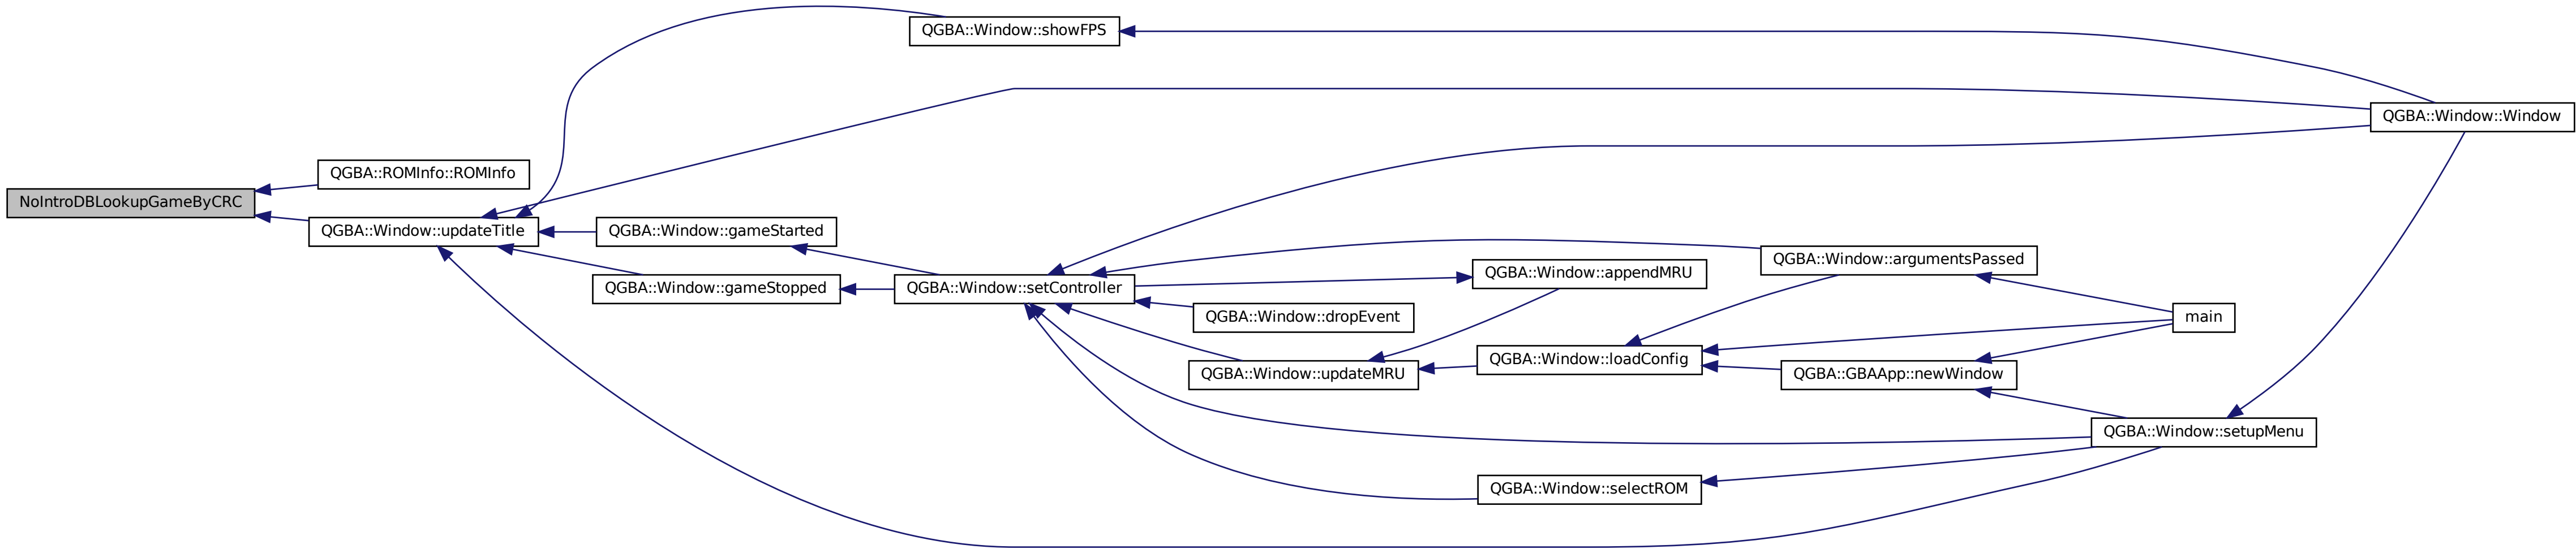 QGBA::Window::showFPS
QGBA::Window::Window
QGBA::ROMInfo::ROMInfo
NoIntroDBLookupGameByCRC
QGBA::Window::updateTitle
QGBA::Window::gameStarted
QGBA::Window::argumentsPassed
QGBA::Window::appendMRU
QGBA::Window::gameStopped
QGBA::Window::setController
QGBA::Window::dropEvent
main
QGBA::Window::loadConfig
QGBA::Window::updateMRU
QGBA::GBAApp::newWindow
QGBA::Window::setupMenu
QGBA::Window::selectROM